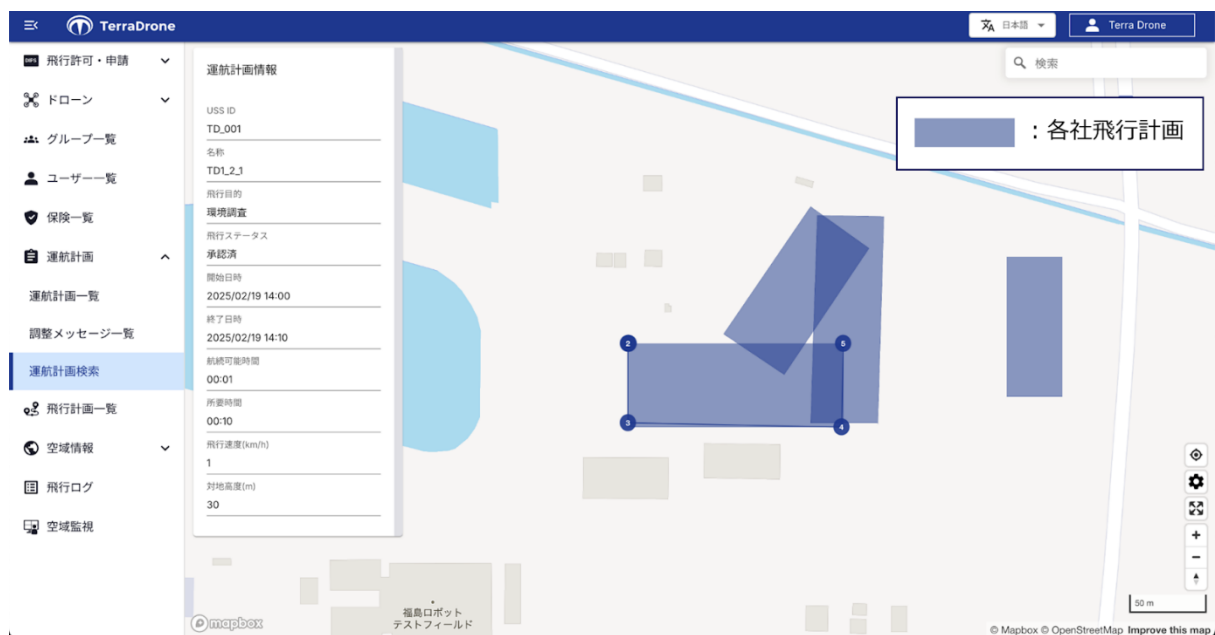 TerraDrone
日本語
Terra Drone
DIPS 飛行許可・申請
ドローン
グループ一覧
ユーザー一覧
保険一覧
運航計画
運航計画一覧
調整メッセージ一覧
運航計画検索
飛行計画一覧
空域情報
飛行ログ
空域監視
運航計画情報
USS ID
TD_001
名称
TD1_2_1
飛行目的
環境調査
飛行ステータス
承認済
開始日時
2025/02/19 14:00
終了日時
2025/02/19 14:10
航続可能時間
00:01
所要時間
00:10
飛行速度(km/h)
1
対地高度(m)
30
検索
：各社飛行計画
2
5
3
4
福島ロボット
テストフィールド
50 m
mapbox
© Mapbox © OpenStreetMap Improve this map